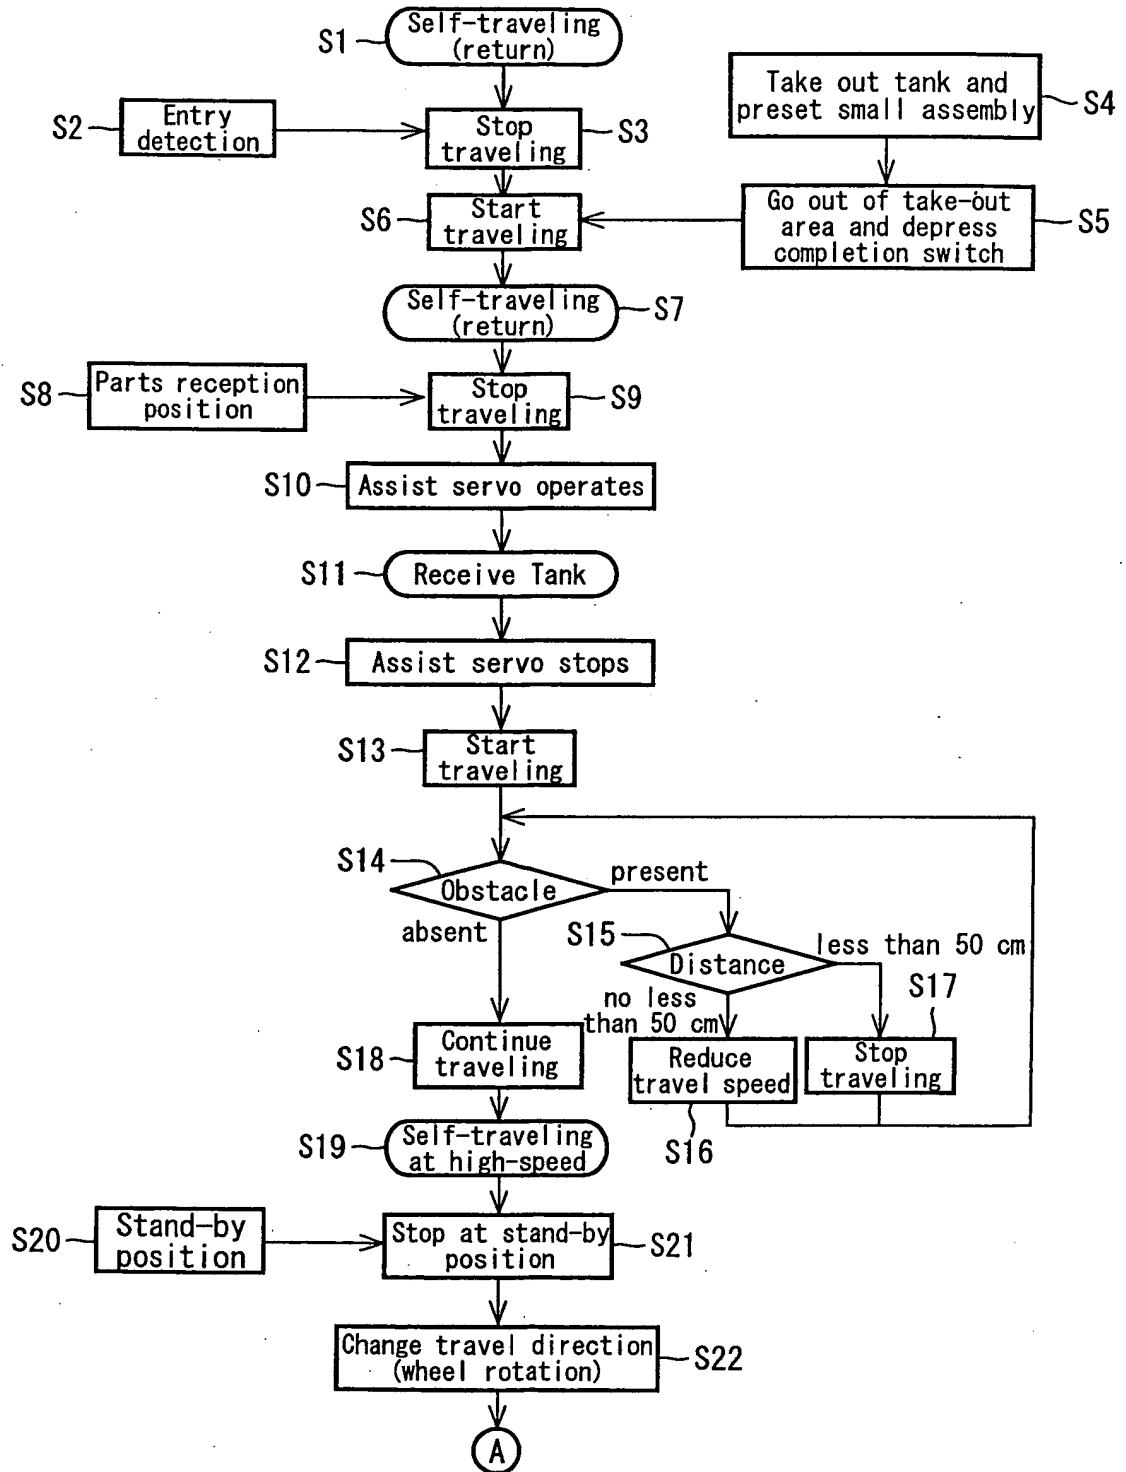 S1
Self-traveling
(return)
S2
Entry
detection
Stop
traveling
S3
Take out tank and
preset small assembly
S4
S6
Start
traveling
Go out of take-out
area and depress
completion switch
S5
Self-traveling
(return)
S7
S8
Parts reception
position
Stop
traveling
S9
S10
Assist servo operates
S11
Receive Tank
S12
Assist servo stops
S13
Start
traveling
S14
Obstacle
present
absent
S15
Distance
less than 50 cm
no less
than 50 cm
S17
S18
Continue
traveling
Reduce
travel speed
S16
Stop
traveling
S19
Self-traveling
at high-speed
S20
Stand-by
position
Stop at stand-by
position
S21
Change travel direction
(wheel rotation)
S22
A